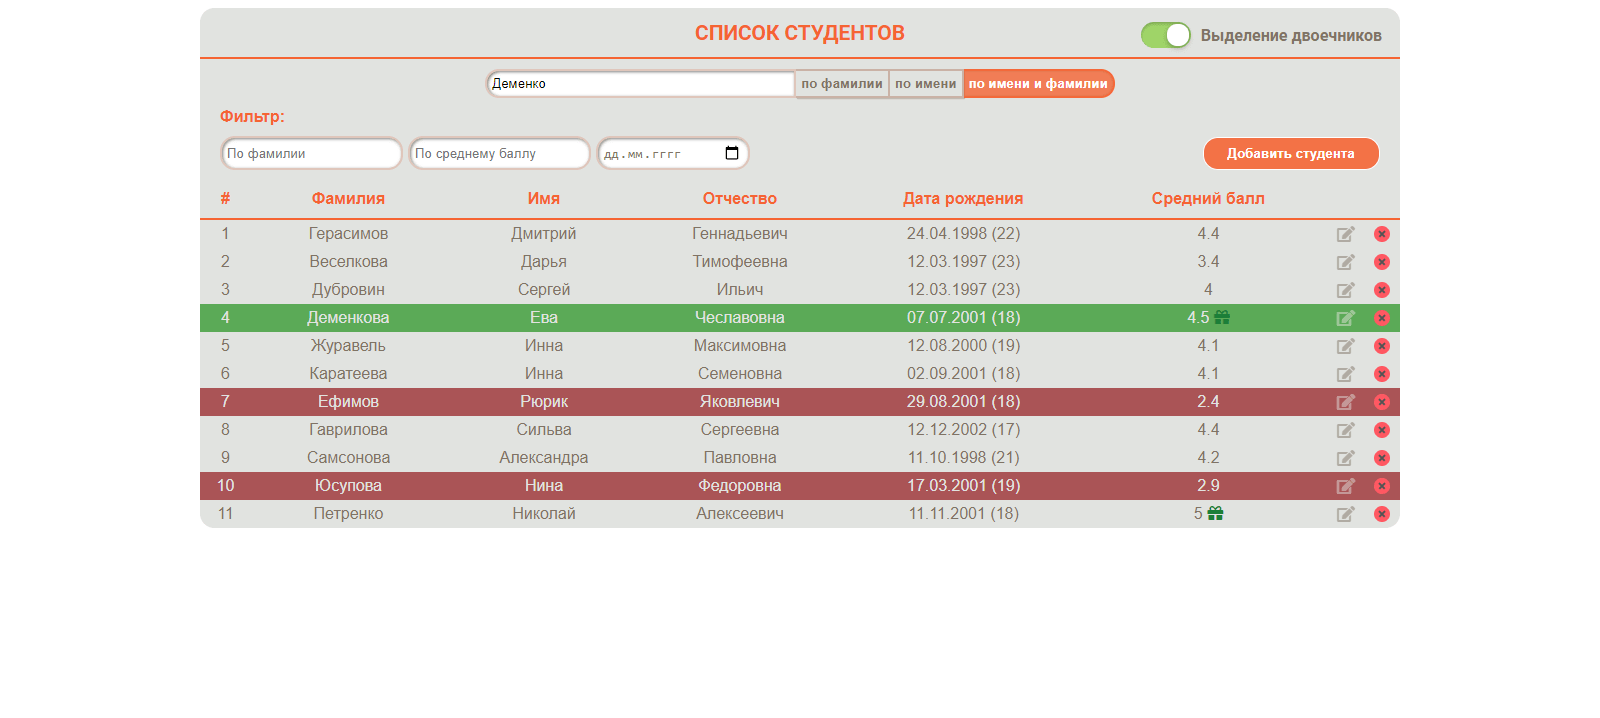 СПИСОК СТУДЕНТОВ Выделение двоечников
Деменко по фамилии по имени по имени и фамилии
Фильтр:
По фамилии По среднему баллу дд.мм.гггг Добавить студента
# Фамилия Имя Отчество Дата рождения Средний балл
1 Герасимов Дмитрий Геннадьевич 24.04.1998 (22) 4.4
2 Веселкова Дарья Тимофеевна 12.03.1997 (23) 3.4
3 Дубровин Сергей Ильич 12.03.1997 (23) 4
4 Деменкова Ева Чеславовна 07.07.2001 (18) 4.5
5 Журавель Инна Максимовна 12.08.2000 (19) 4.1
6 Каратеева Инна Семеновна 02.09.2001 (18) 4.1
7 Ефимов Рюрик Яковлевич 29.08.2001 (18) 2.4
8 Гаврилова Сильва Сергеевна 12.12.2002 (17) 4.4
9 Самсонова Александра Павловна 11.10.1998 (21) 4.2
10 Юсупова Нина Федоровна 17.03.2001 (19) 2.9
11 Петренко Николай Алексеевич 11.11.2001 (18) 5